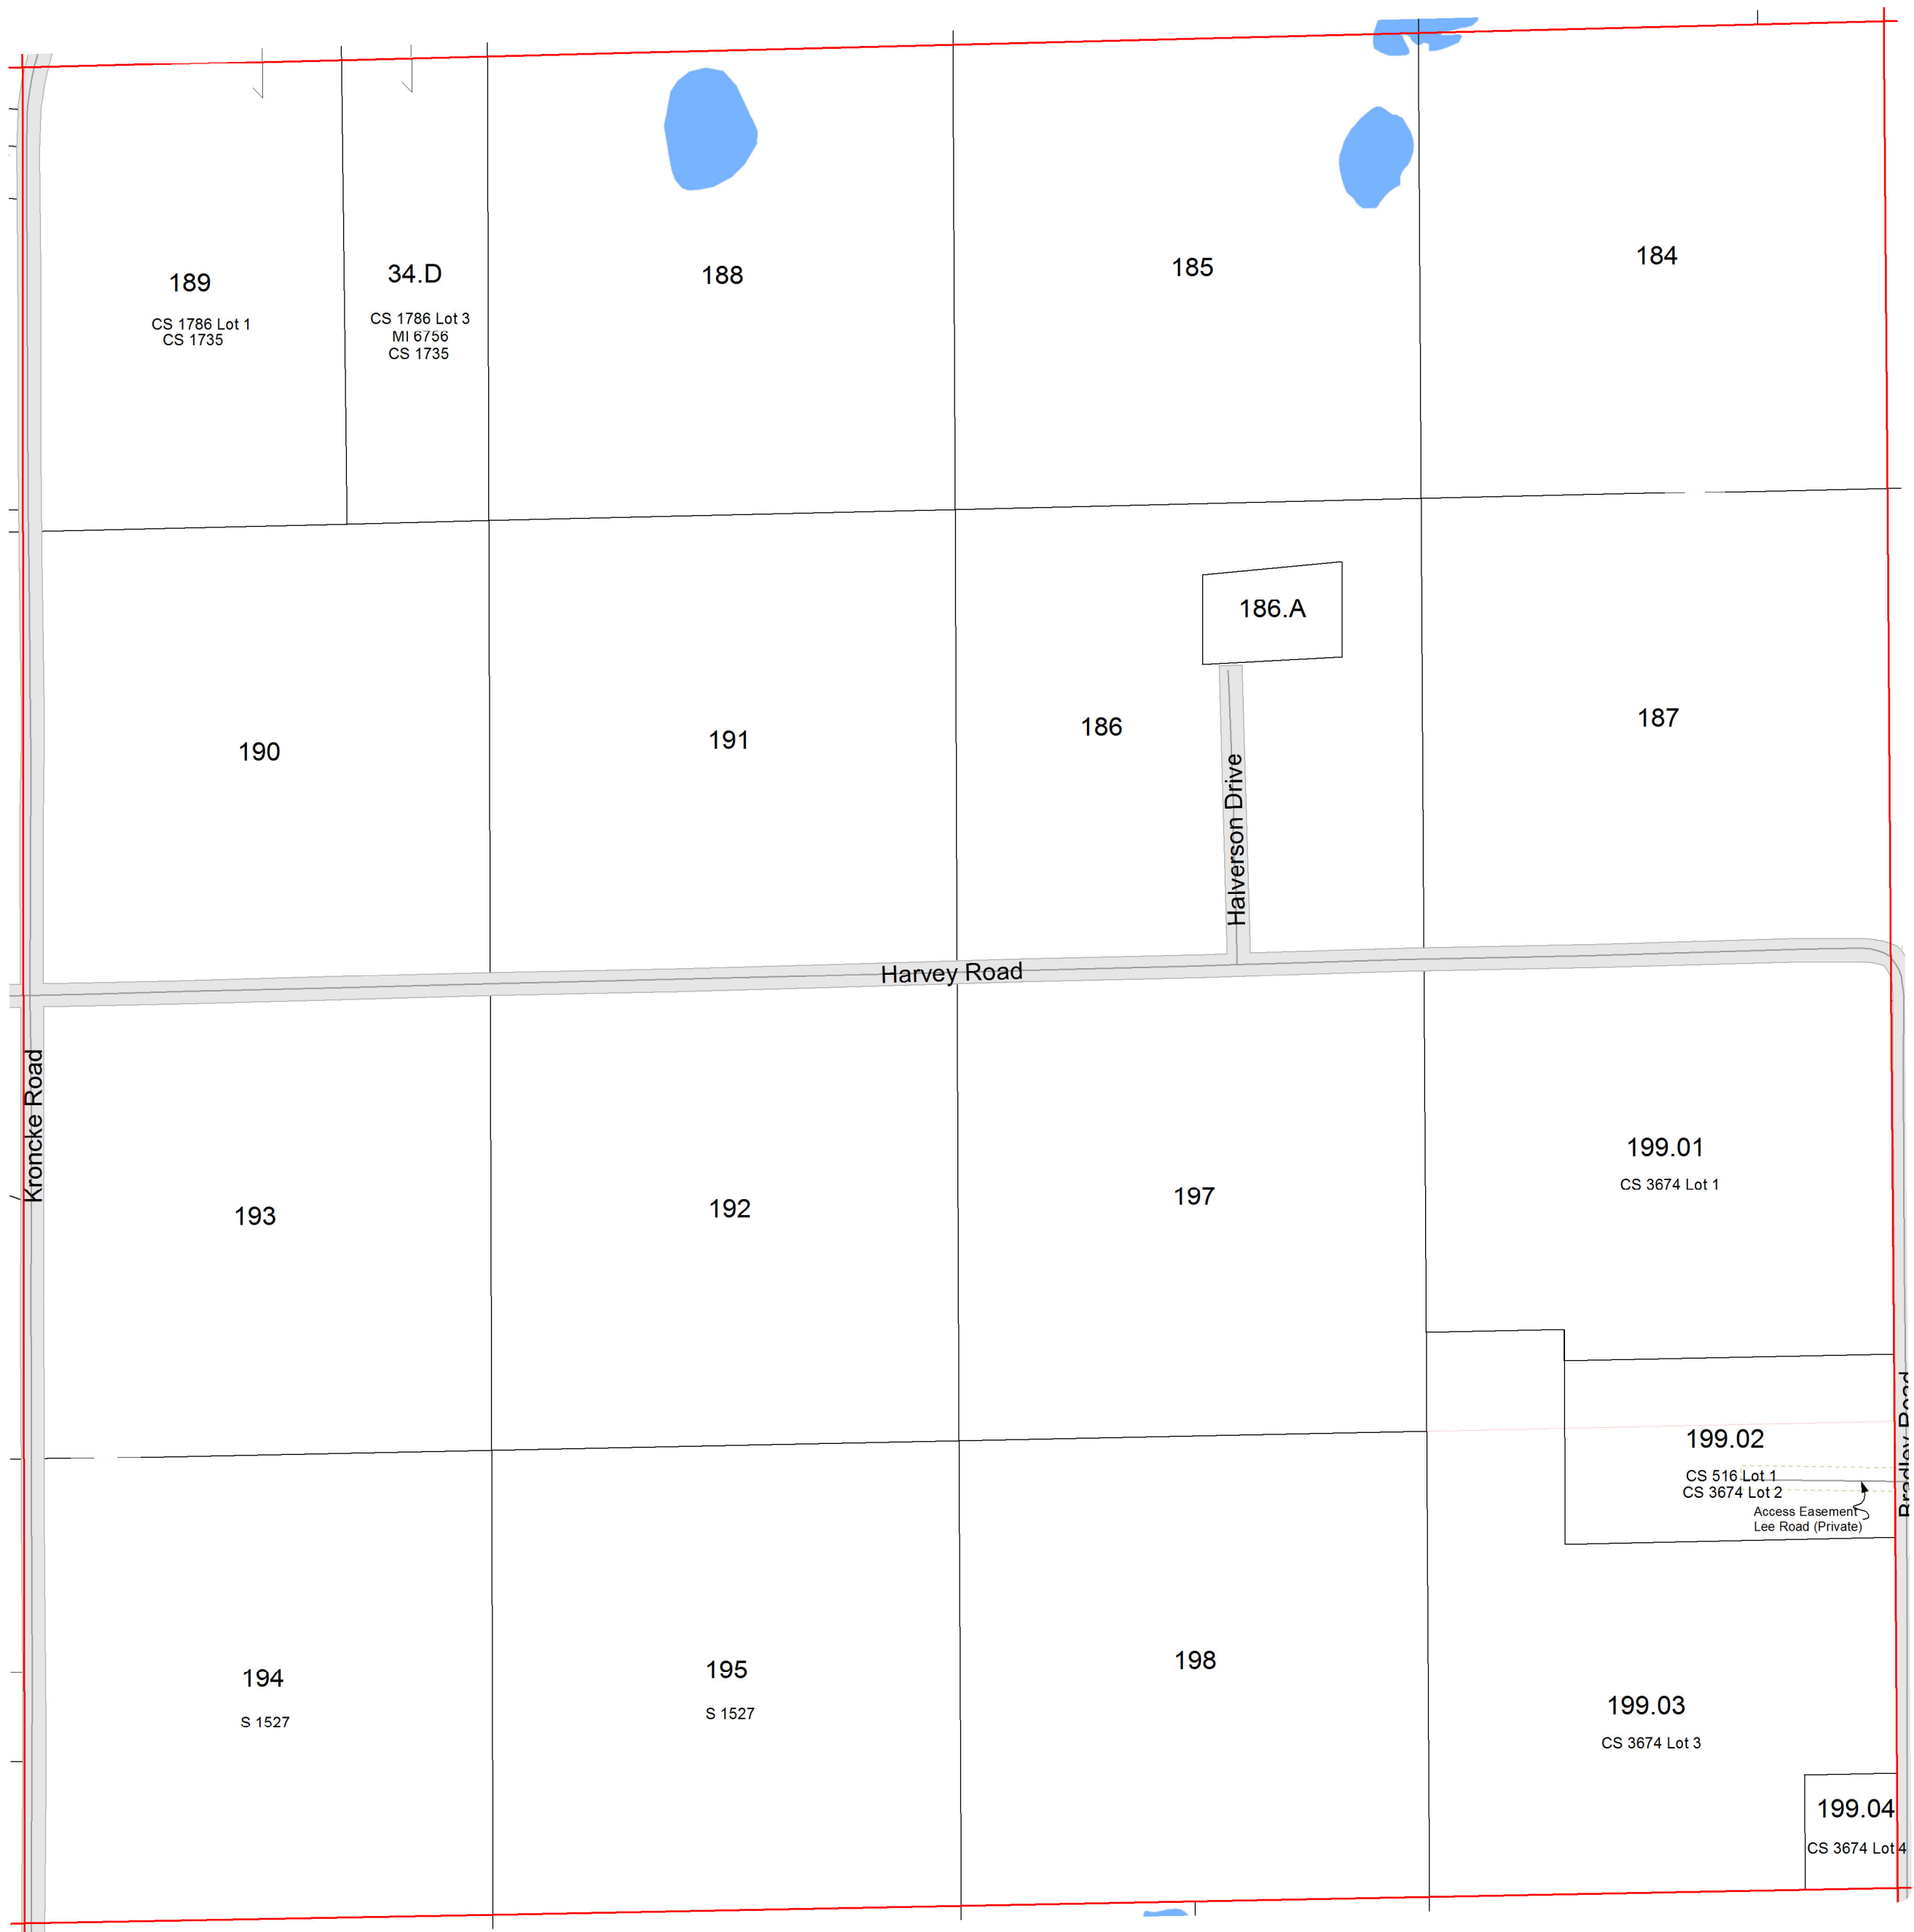 189
CS 1786 Lot 1
CS 1735
34.D
CS 1786 Lot 3
MI 6756
CS 1735
188
185
184
190
191
186
186.A
187
Halverson Drive
Harvey Road
Kroncke Road
193
192
197
199.01
CS 3674 Lot 1
199.02
CS 516 Lot 1
CS 3674 Lot 2
Access Easement
Lee Road (Private)
Bradley Road
194
S 1527
195
S 1527
198
199.03
CS 3674 Lot 3
199.04
CS 3674 Lot 4